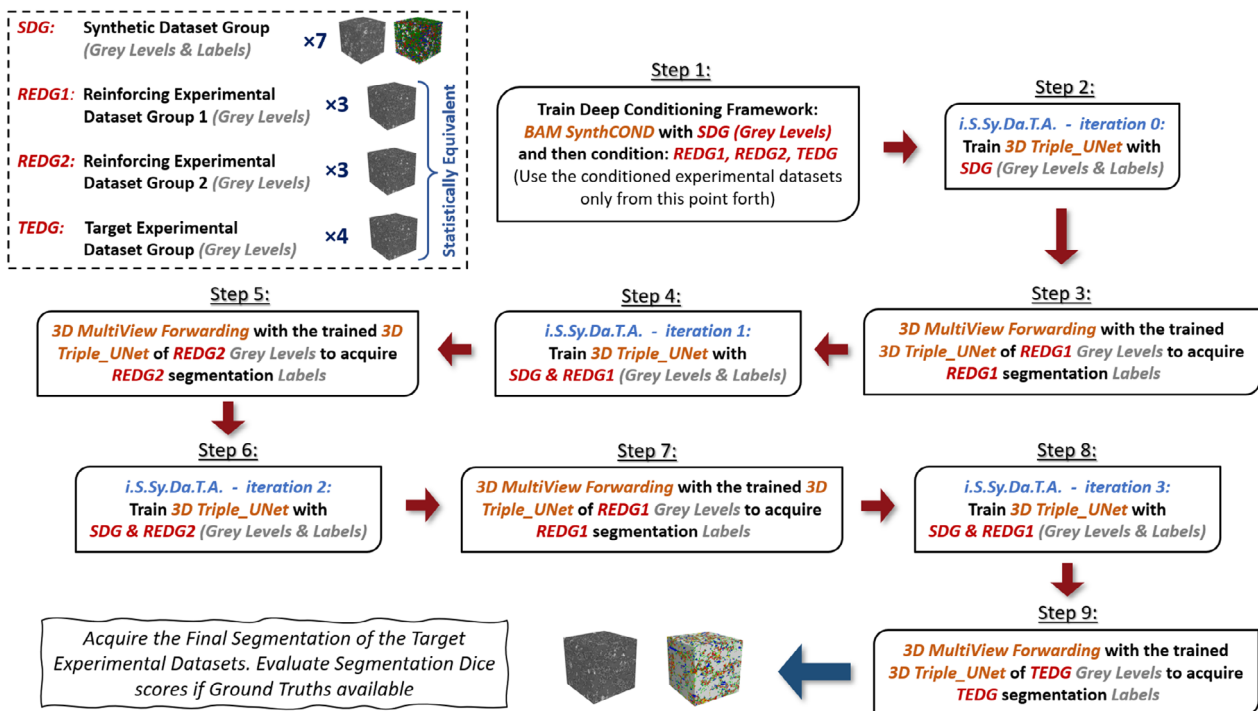 SDG: Synthetic Dataset Group
(Grey Levels & Labels)
×7
REDG1: Reinforcing Experimental
Dataset Group 1 (Grey Levels)
×3
REDG2: Reinforcing Experimental
Dataset Group 2 (Grey Levels)
×3
TEDG: Target Experimental
Dataset Group (Grey Levels)
×4
Statistically Equivalent
Step 1:
Train Deep Conditioning Framework:
BAM SynthCOND with SDG (Grey Levels)
and then condition: REDG1, REDG2, TEDG
(Use the conditioned experimental datasets
only from this point forth)
Step 2:
i.S.Sy.Da.T.A. - iteration 0:
Train 3D Triple_UNet with
SDG (Grey Levels & Labels)
Step 3:
3D MultiView Forwarding with the trained
3D Triple_UNet of REDG1 Grey Levels to acquire
REDG1 segmentation Labels
Step 4:
i.S.Sy.Da.T.A. - iteration 1:
Train 3D Triple_UNet with
SDG & REDG1 (Grey Levels & Labels)
Step 5:
3D MultiView Forwarding with the trained 3D
Triple_UNet of REDG2 Grey Levels to acquire
REDG2 segmentation Labels
Step 6:
i.S.Sy.Da.T.A. - iteration 2:
Train 3D Triple_UNet with
SDG & REDG2 (Grey Levels & Labels)
Step 7:
3D MultiView Forwarding with the trained 3D
Triple_UNet of REDG1 Grey Levels to acquire
REDG1 segmentation Labels
Step 8:
i.S.Sy.Da.T.A. - iteration 3:
Train 3D Triple_UNet with
SDG & REDG1 (Grey Levels & Labels)
Step 9:
3D MultiView Forwarding with the trained
3D Triple_UNet of TEDG Grey Levels to acquire
TEDG segmentation Labels
Acquire the Final Segmentation of the Target
Experimental Datasets. Evaluate Segmentation Dice
scores if Ground Truths available